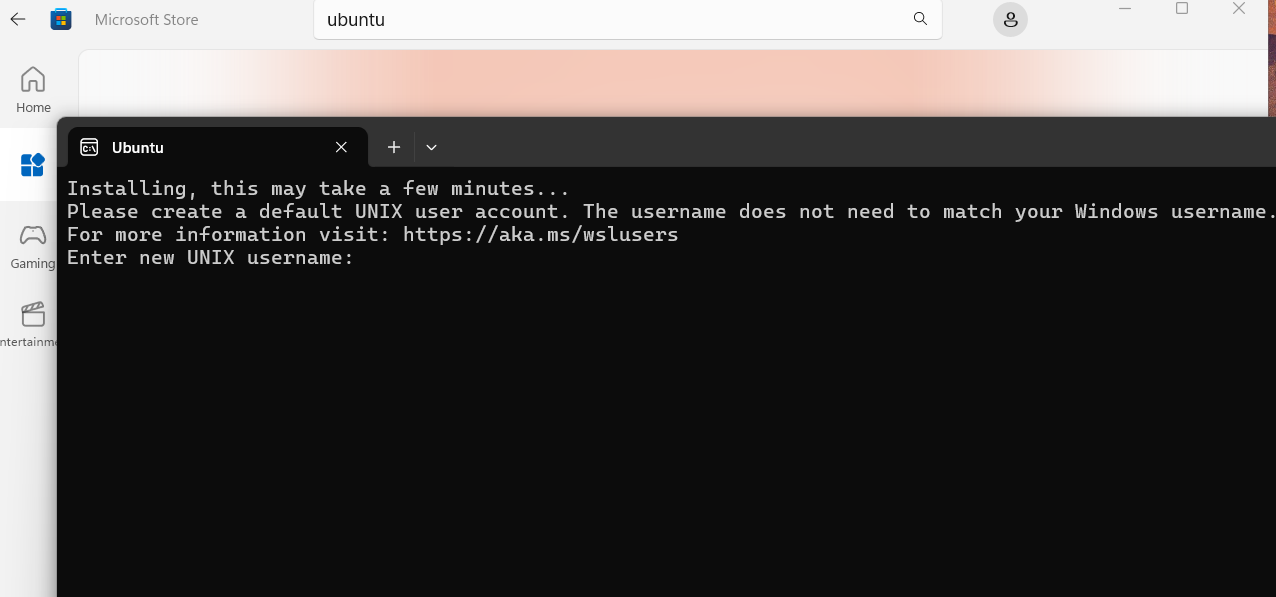 Microsoft Store
ubuntu
Home
Ubuntu
Installing, this may take a few minutes...
Please create a default UNIX user account. The username does not need to match your Windows username.
For more information visit: https://aka.ms/wslusers
Enter new UNIX username:
Gaming
ntertainme